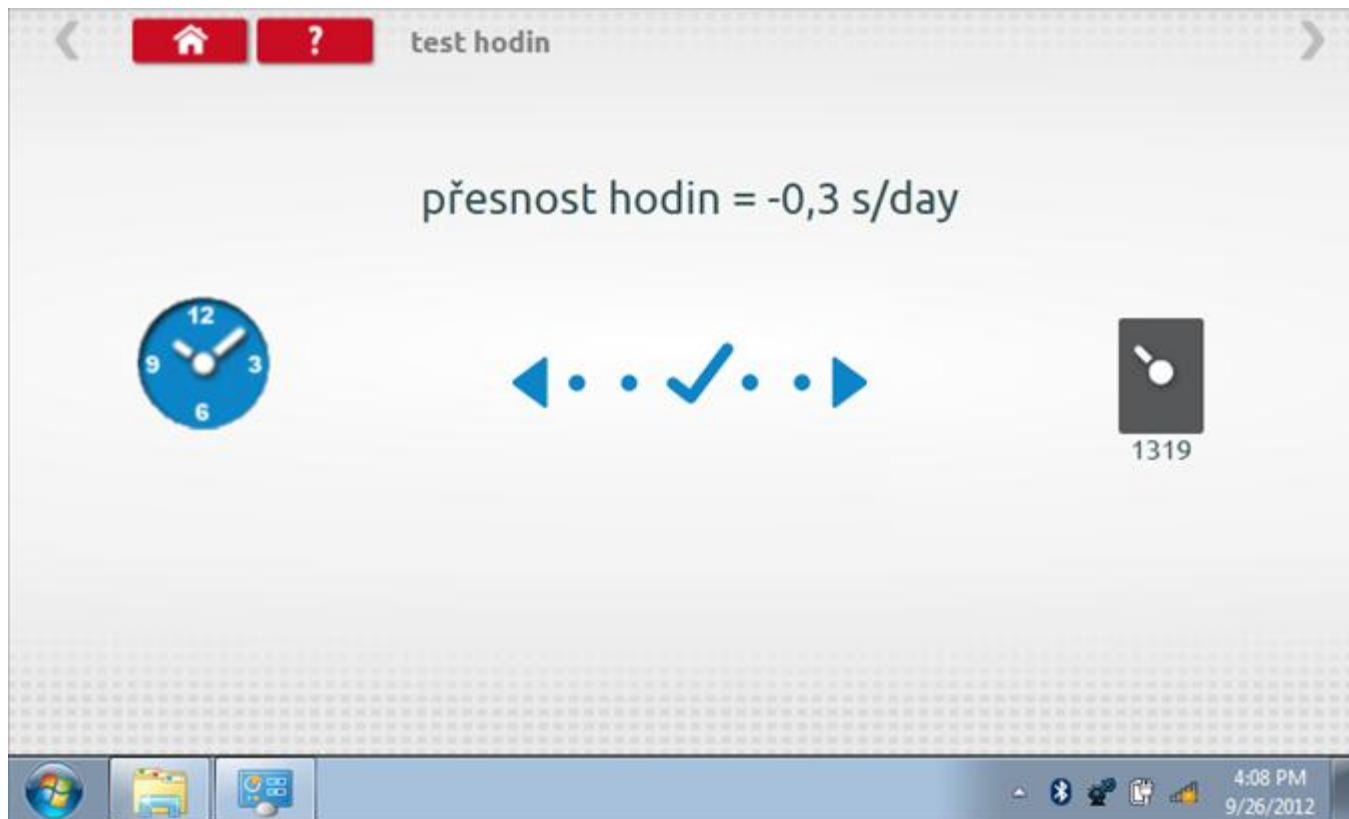 ? test hodin
přesnost hodin = -0,3 s/day
12
9 3
6
1319
4:08 PM
9/26/2012